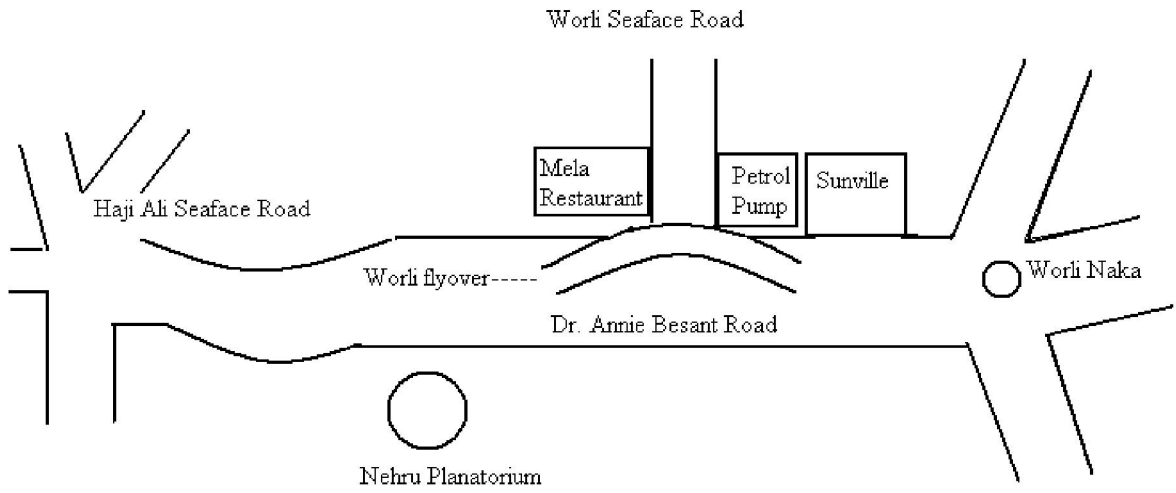 Worli Seaface Road
Mela
Restaurant
Petrol
Pump
Sunville
Haji Ali Seaface Road
Worli flyover-----
Worli Naka
Dr. Annie Besant Road
Nehru Planatorium